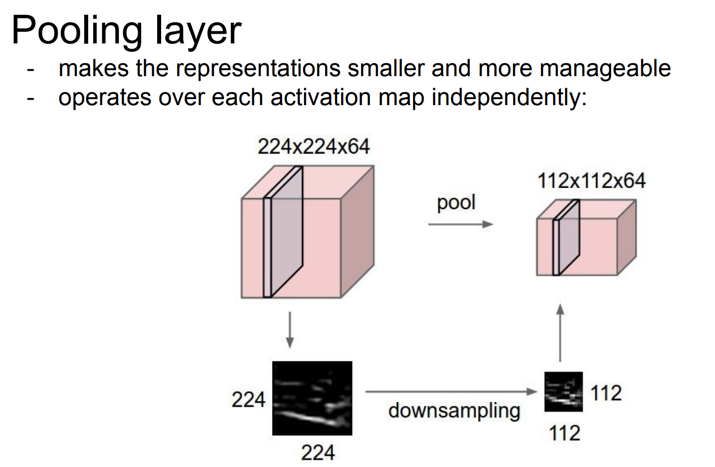 Pooling layer
- makes the representations smaller and more manageable
- operates over each activation map independently:
224x224x64
112x112x64
pool
224
downsampling
112
224
112